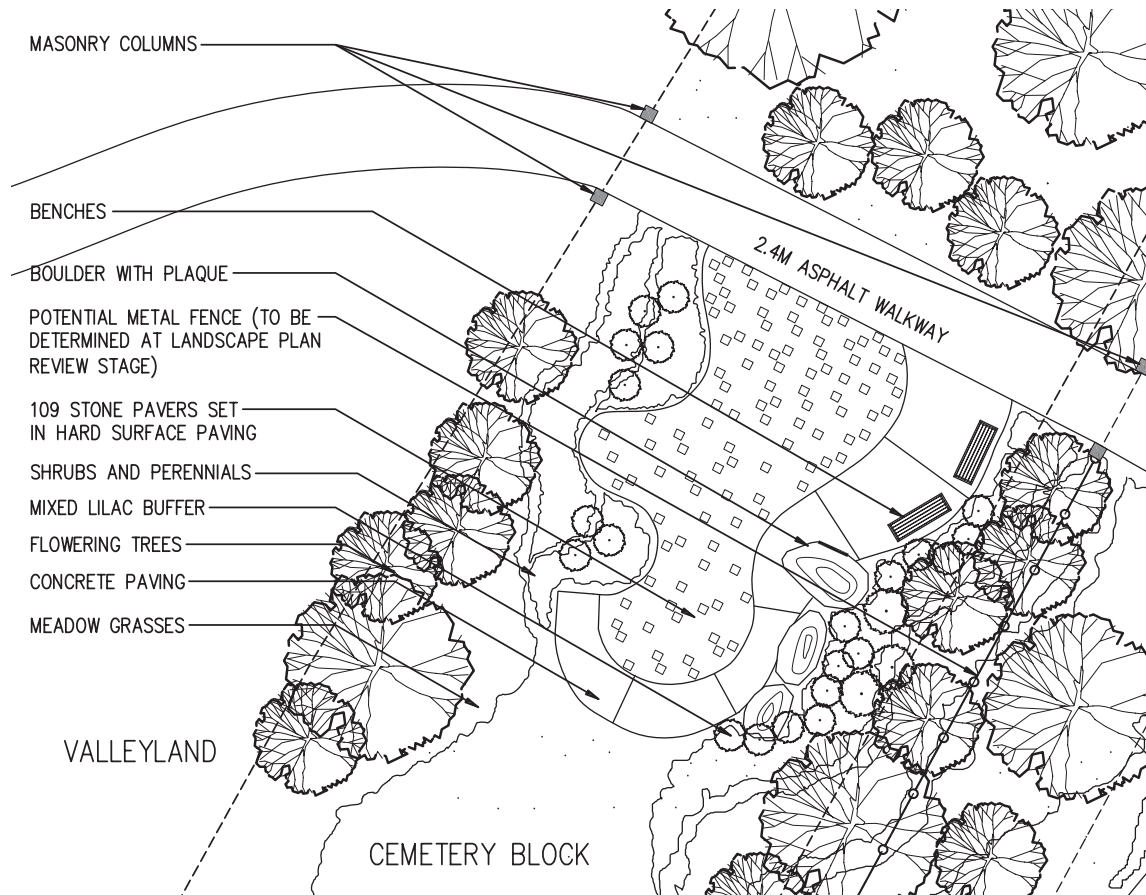 MASONRY COLUMNS
BENCHES
2.4M ASPHALT WALKWAY
BOULDER WITH PLAQUE
POTENTIAL METAL FENCE (TO BE
DETERMINED AT LANDSCAPE PLAN
REVIEW STAGE)
109 STONE PAVERS SET
IN HARD SURFACE PAVING
SHRUBS AND PERENNIALS
MIXED LILAC BUFFER
FLOWERING TREES
CONCRETE PAVING
MEADOW GRASSES
VALLEYLAND
CEMETERY BLOCK